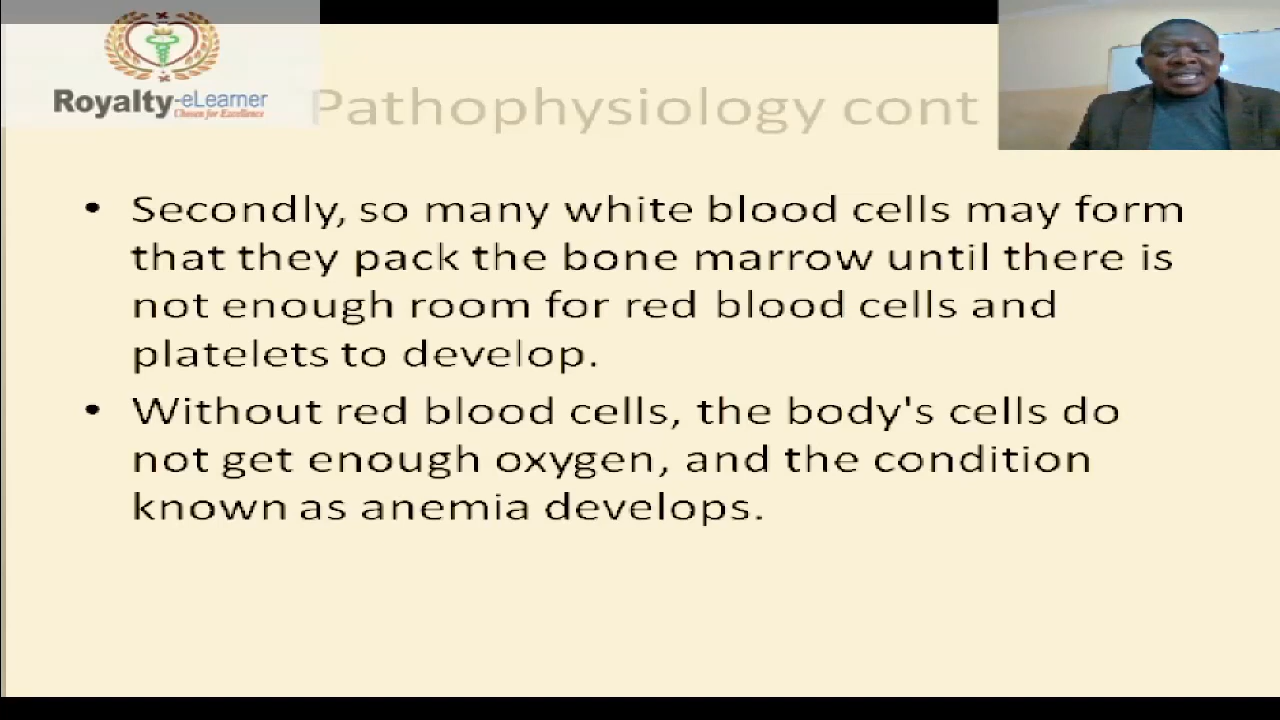 Royalty-eLearner
Chosen for Excellence
Pathophysiology cont
• Secondly, so many white blood cells may form
that they pack the bone marrow until there is
not enough room for red blood cells and
platelets to develop.
• Without red blood cells, the body's cells do
not get enough oxygen, and the condition
known as anemia develops.